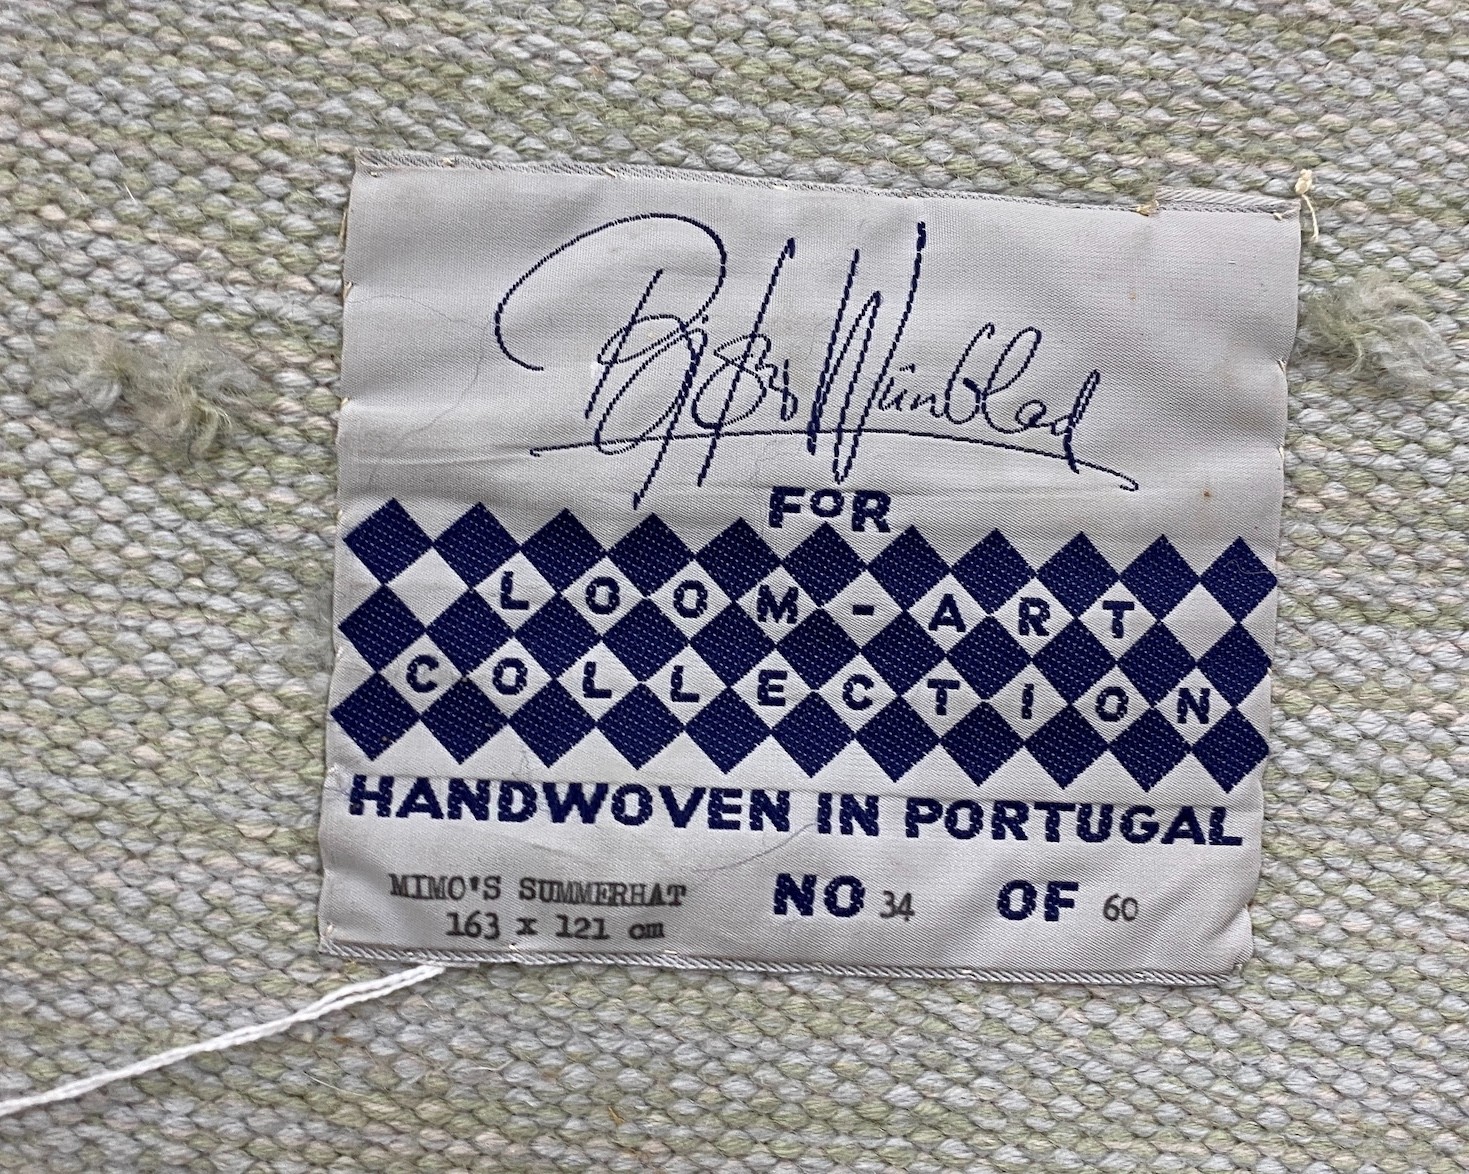 Bjørn Wiinblad
FOR
LOOM-ART
COLLECTION
HANDWOVEN IN PORTUGAL
MIMO'S SUMMERHAT NO 34 OF 60
163 x 121 cm